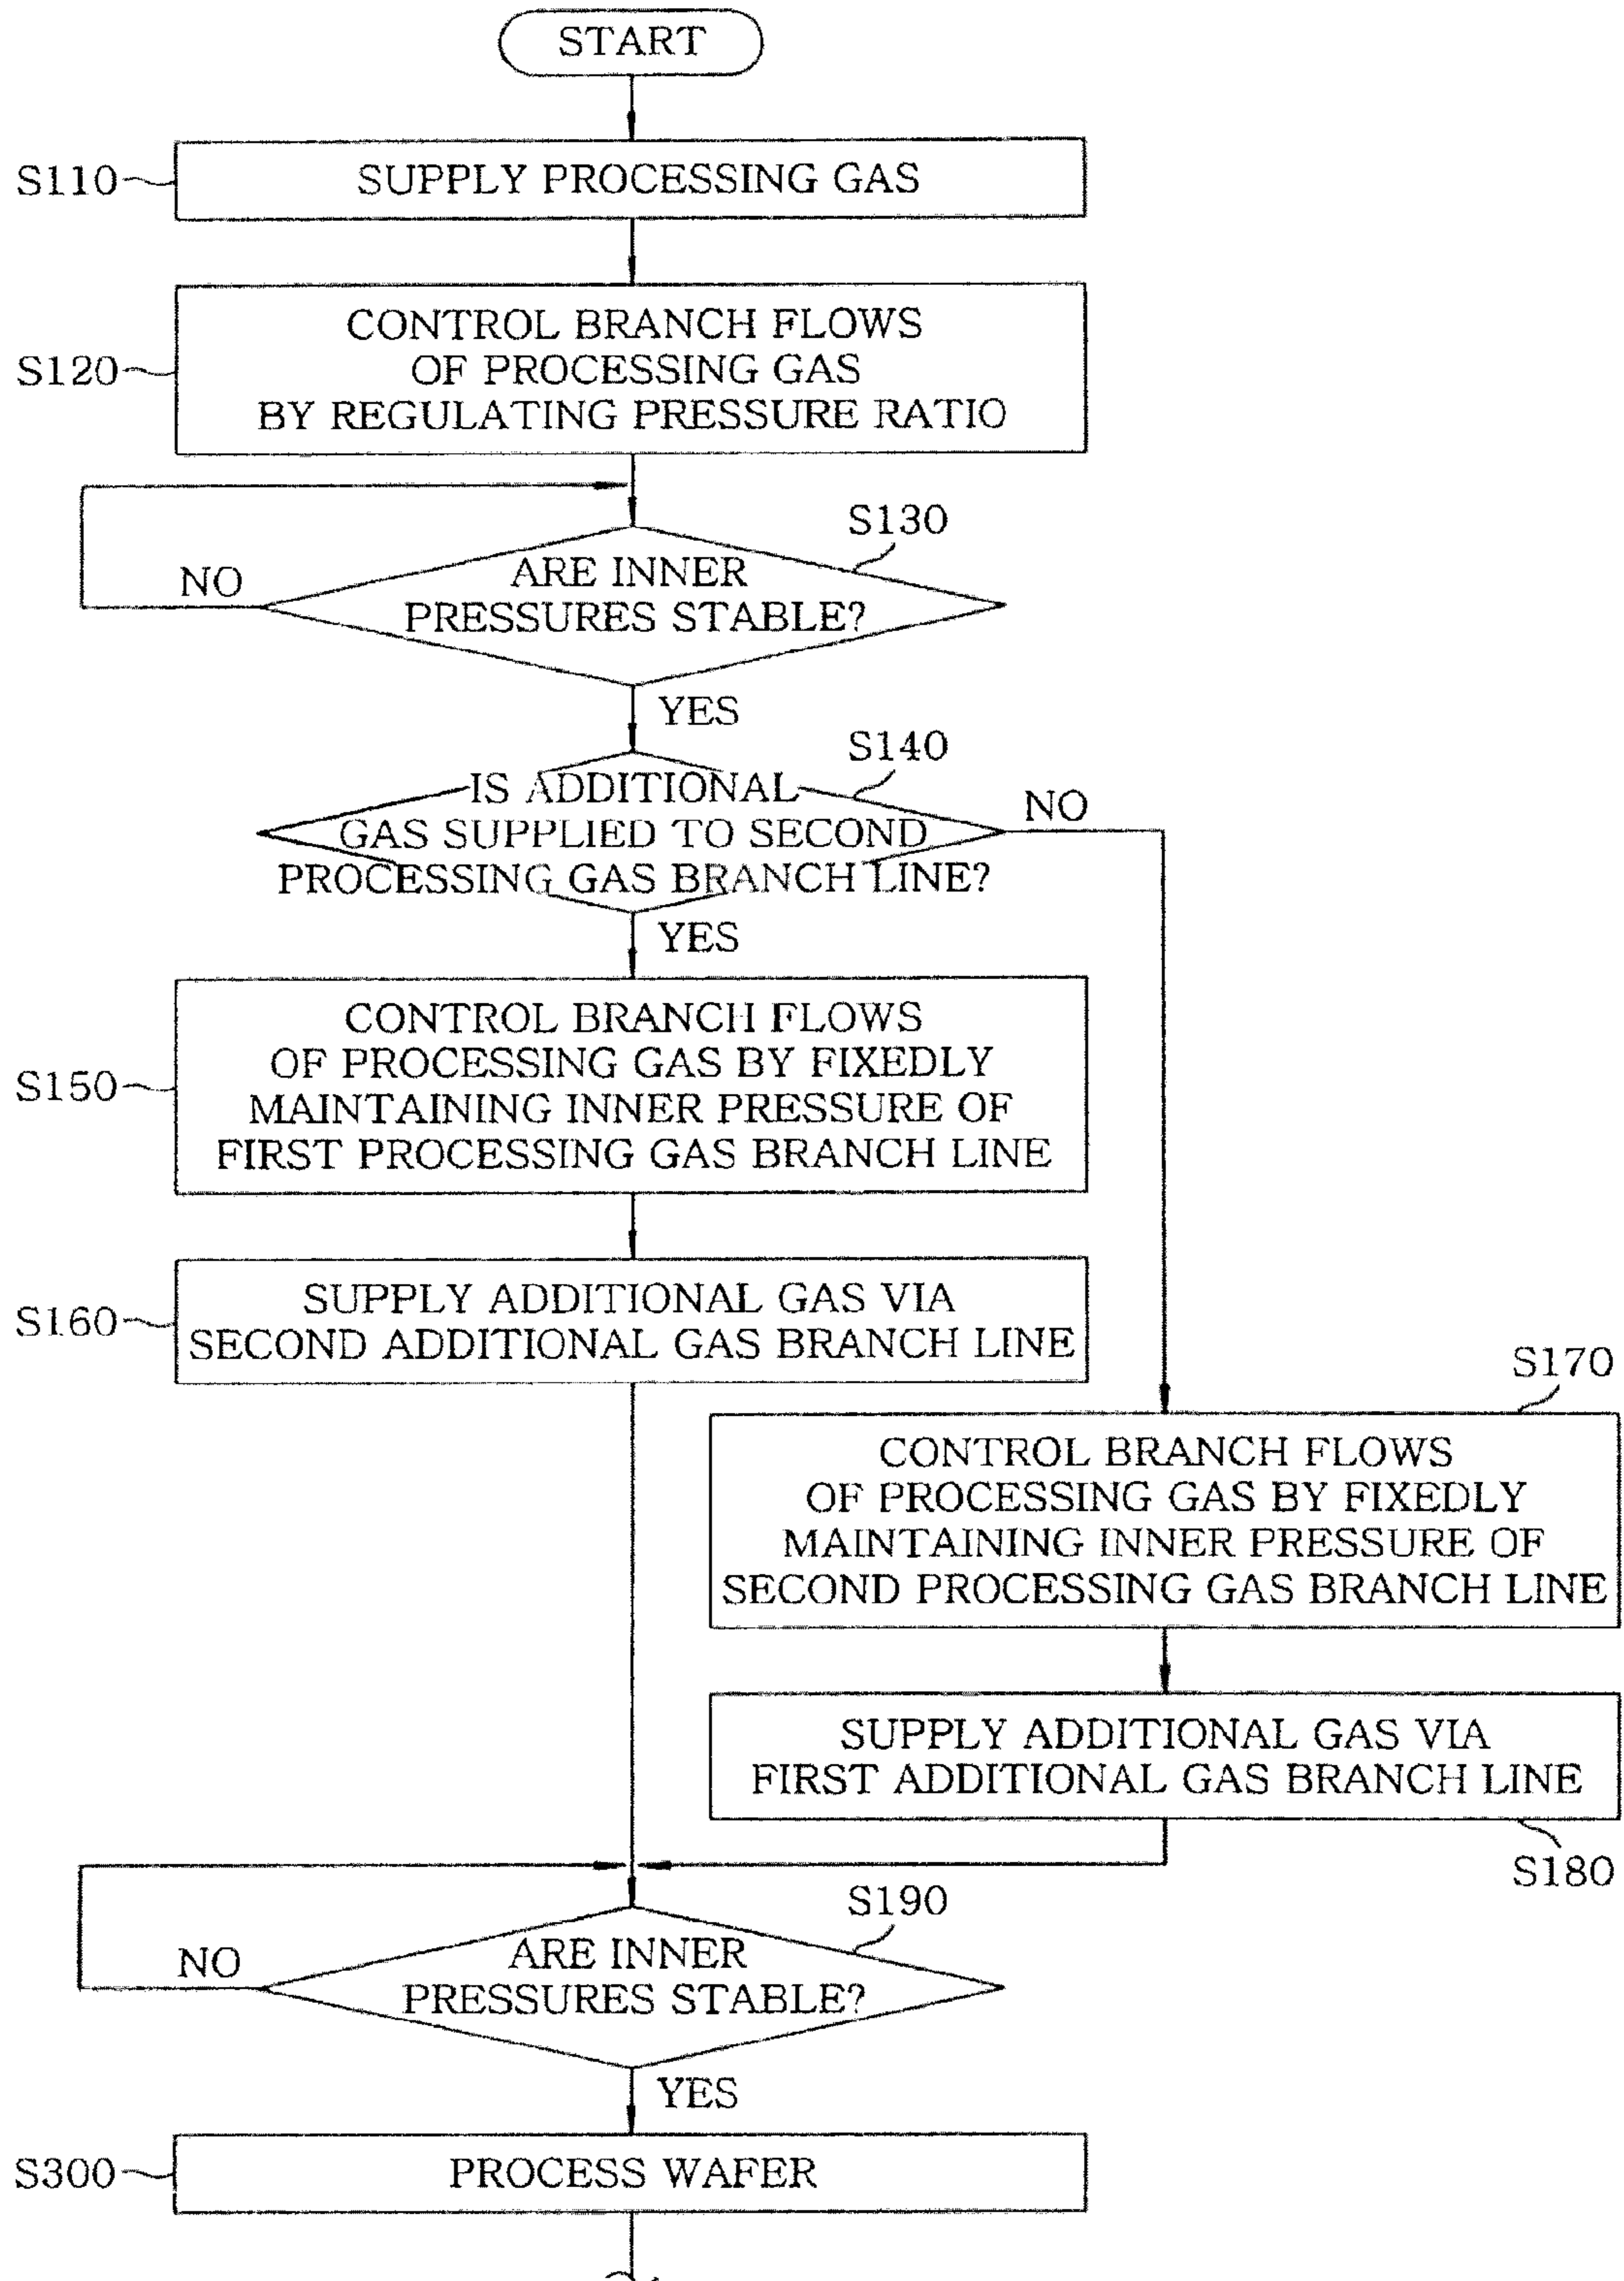 START
S110
SUPPLY PROCESSING GAS
S120
CONTROL BRANCH FLOWS
OF PROCESSING GAS
BY REGULATING PRESSURE RATIO
S130
NO
ARE INNER
PRESSURES STABLE?
YES
S140
IS ADDITIONAL
GAS SUPPLIED TO SECOND
PROCESSING GAS BRANCH LINE?
NO
YES
S150
CONTROL BRANCH FLOWS
OF PROCESSING GAS BY FIXEDLY
MAINTAINING INNER PRESSURE OF
FIRST PROCESSING GAS BRANCH LINE
S160
SUPPLY ADDITIONAL GAS VIA
SECOND ADDITIONAL GAS BRANCH LINE
S170
CONTROL BRANCH FLOWS
OF PROCESSING GAS BY FIXEDLY
MAINTAINING INNER PRESSURE OF
SECOND PROCESSING GAS BRANCH LINE
SUPPLY ADDITIONAL GAS VIA
FIRST ADDITIONAL GAS BRANCH LINE
S180
S190
NO
ARE INNER
PRESSURES STABLE?
YES
S300
PROCESS WAFER